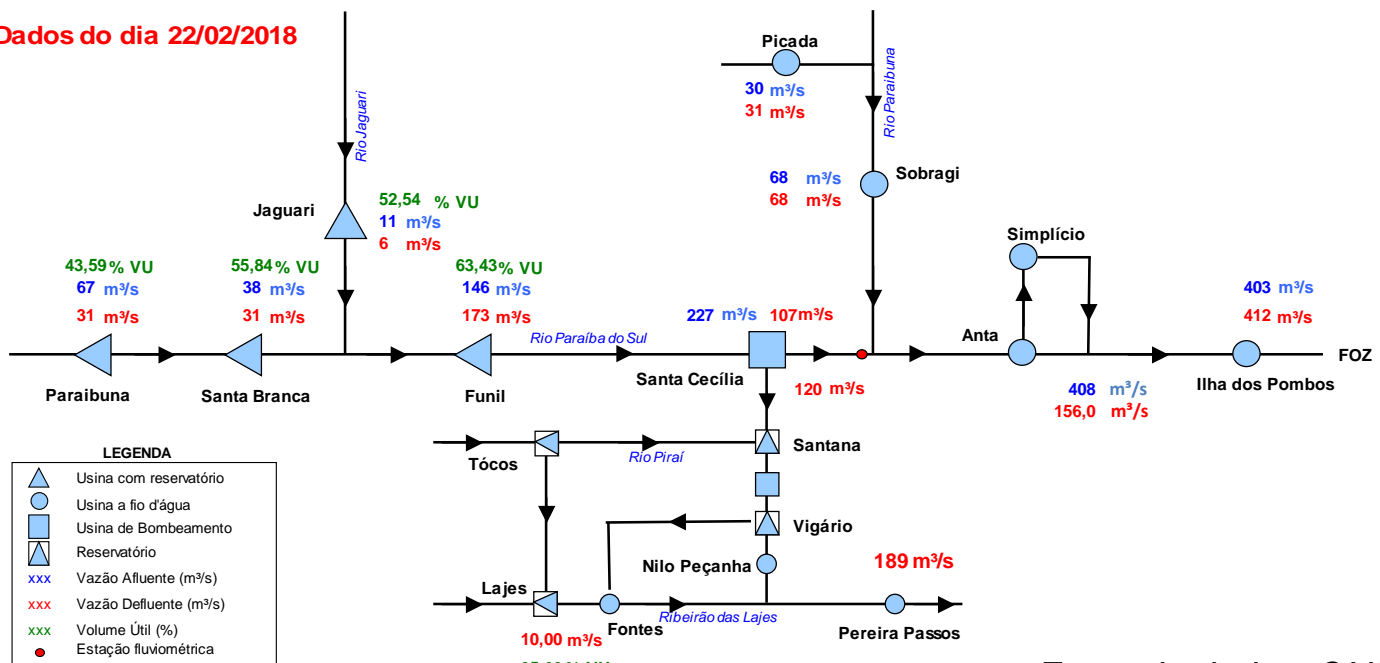 Dados do dia 22/02/2018
Picada
30 m³/s
31 m³/s
Rio Paraibuna
Rio Jaguari
68 m³/s
68 m³/s
Sobragi
Jaguari
52,54 % VU
11 m³/s
6 m³/s
Simplício
43,59 % VU
67 m³/s
31 m³/s
55,84 % VU
38 m³/s
31 m³/s
63,43 % VU
146 m³/s
173 m³/s
227 m³/s 107 m³/s
403 m³/s
412 m³/s
Rio Paraíba do Sul
Anta
FOZ
Paraibuna
Santa Branca
Funil
Santa Cecília
120 m³/s
408 m³/s
156,0 m³/s
Ilha dos Pombos
LEGENDA
Usina com reservatório
Usina a fio d'água
Usina de Bombeamento
Reservatório
xxx Vazão Afluente (m³/s)
xxx Vazão Defluente (m³/s)
xxx Volume Útil (%)
Estação fluviométrica
Tócos
Rio Piraí
Santana
Vigário
Nilo Peçanha
189 m³/s
Lajes
Fontes
Ribeirão das Lajes
Pereira Passos
10,00 m³/s